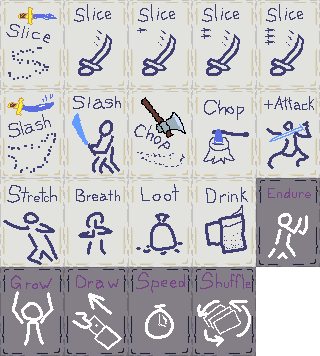 Slice
Slice
Slice
Slice
Slice
Slash
Slash
Chop
Chop
+Attack
Stretch
Breath
Loot
Drink
Endure
Grow
Draw
Speed
Shuffle